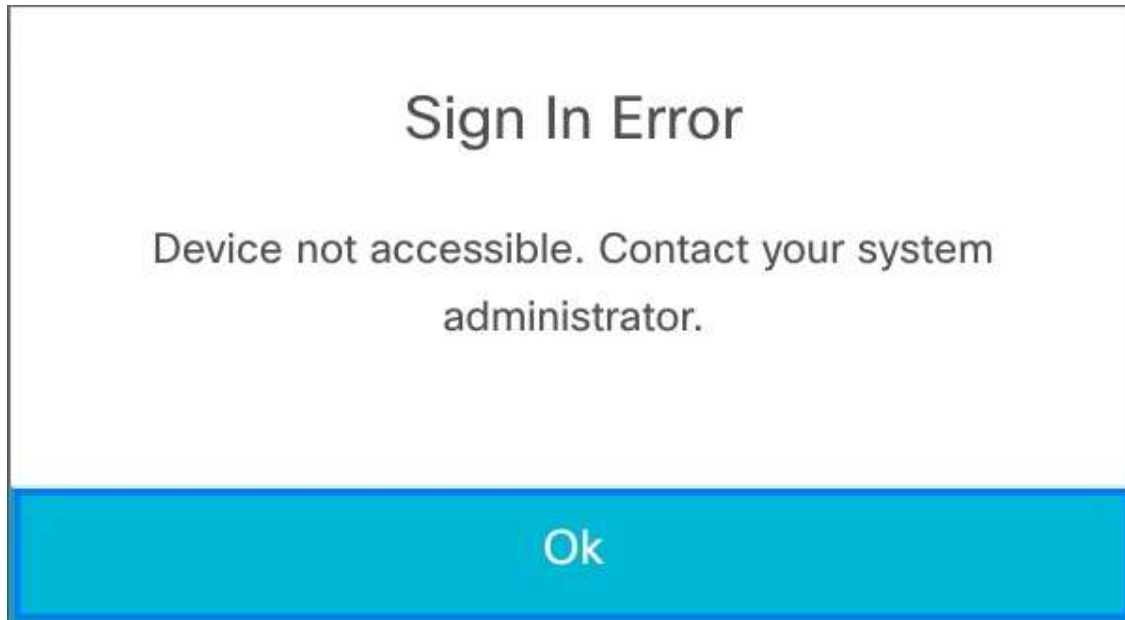 Sign In Error
Device not accessible. Contact your system
administrator.
Ok